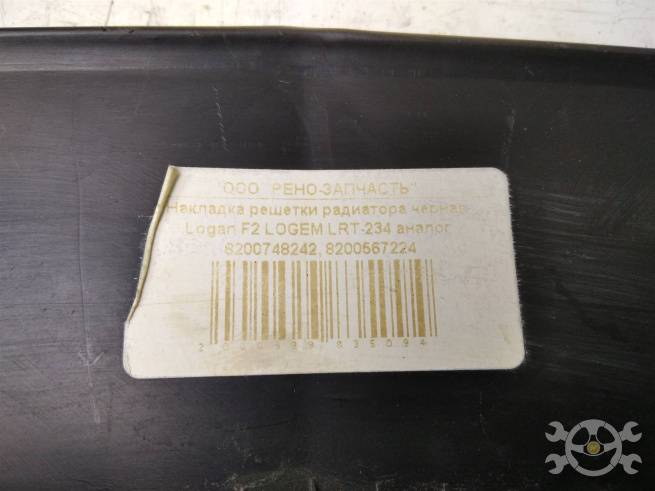 ООО "РЕНО-ЗАПЧАСТЬ"
Накладка решетки радиатора черная
Logan F2 LOGEM LRT-234 аналог
8200748242, 8200567224